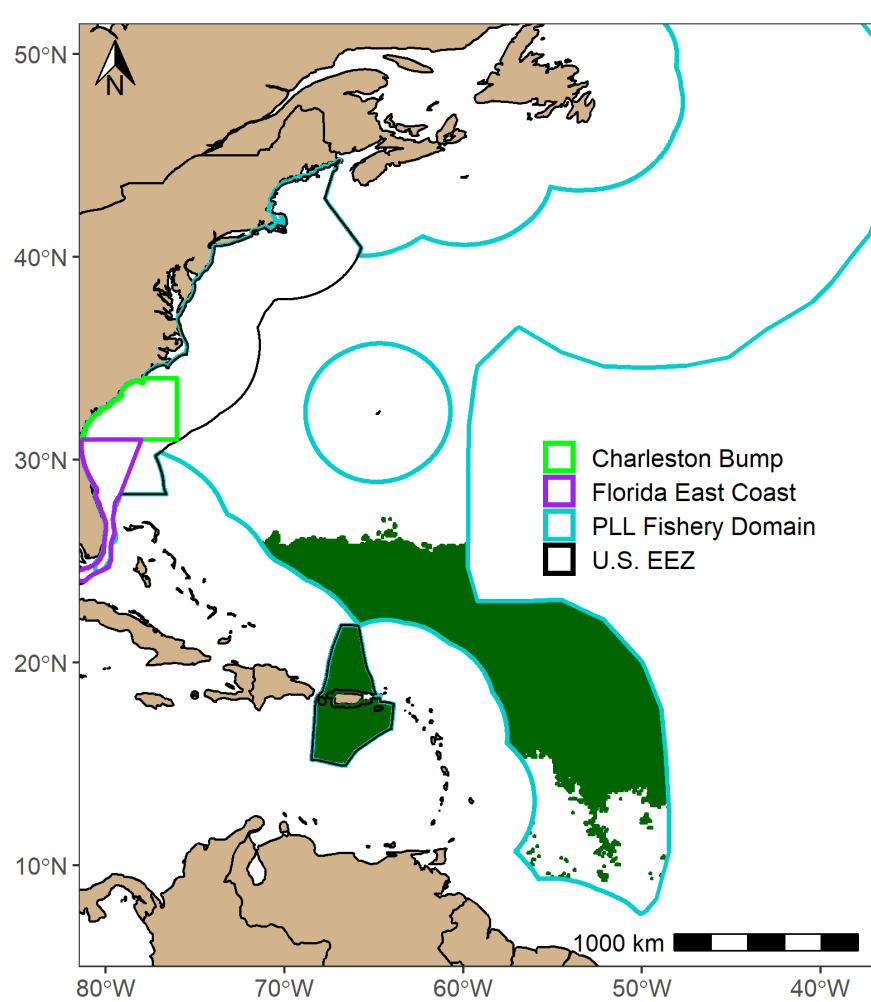 50°N
N
40°N
30°N
20°N
10°N
Charleston Bump
Florida East Coast
PLL Fishery Domain
U.S. EEZ
1000 km
80°W
70°W
60°W
50°W
40°W